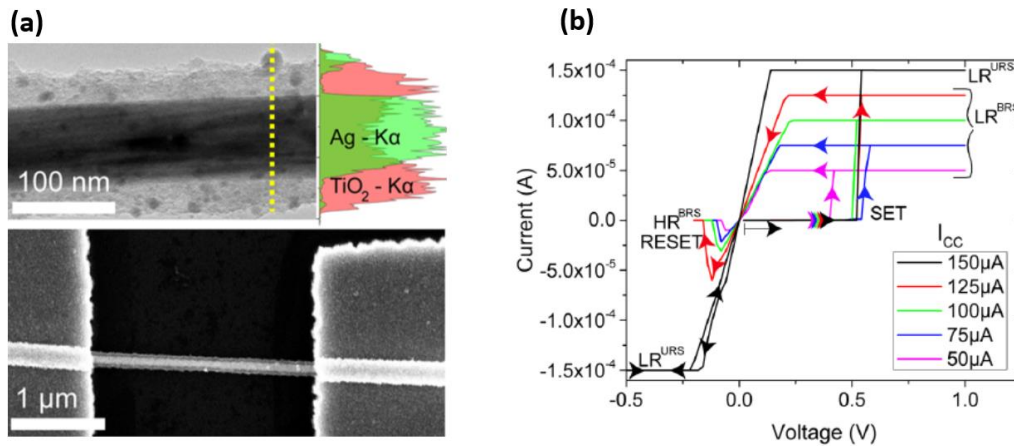 (a)
Ag - Kα
TiO₂ - Kα
100 nm
1 µm
(b)
Current (A)
1.5x10⁻⁴
1.0x10⁻⁴
5.0x10⁻⁵
0.0
-5.0x10⁻⁵
-1.0x10⁻⁴
-1.5x10⁻⁴
LRᵁᴿˢ
LRᴮᴿˢ
HRᴮᴿˢ
RESET
SET
I_CC
150µA
125µA
100µA
75µA
50µA
LRᵁᴿˢ
-0.5 0.0 0.5 1.0
Voltage (V)